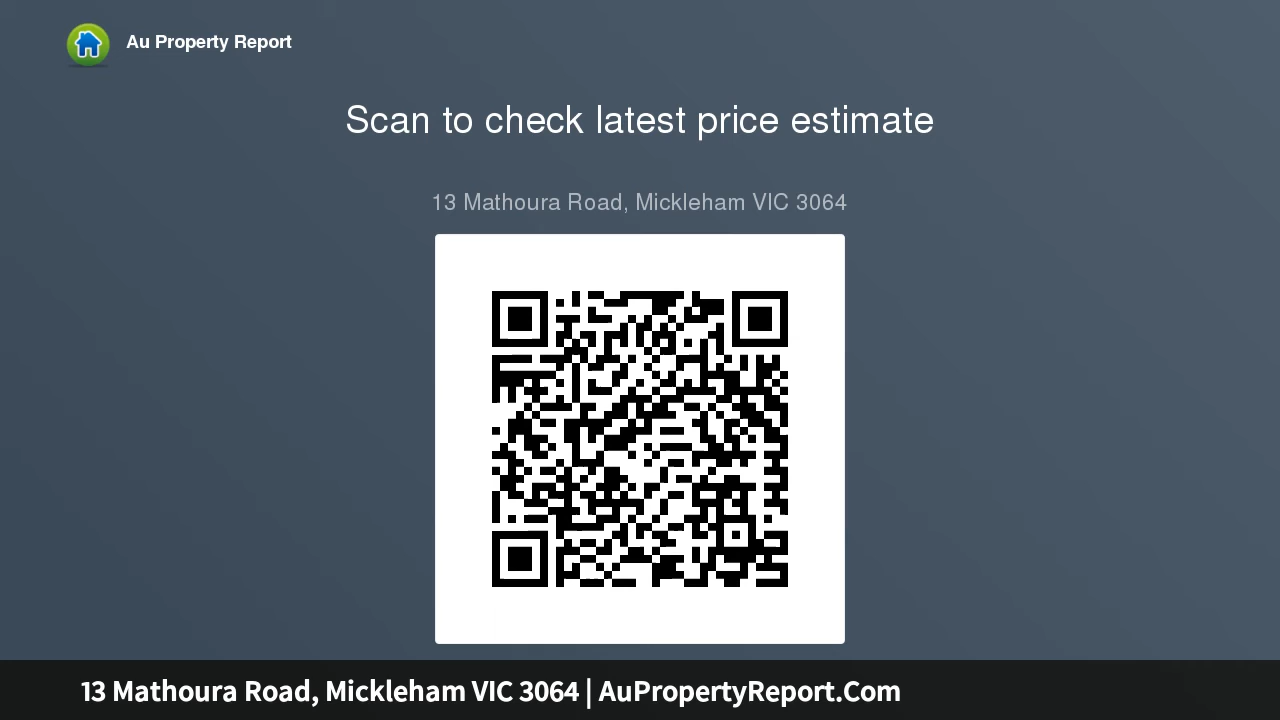 Au Property Report
Scan to check latest price estimate
13 Mathoura Road, Mickleham VIC 3064
13 Mathoura Road, Mickleham VIC 3064 | AuPropertyReport.Com